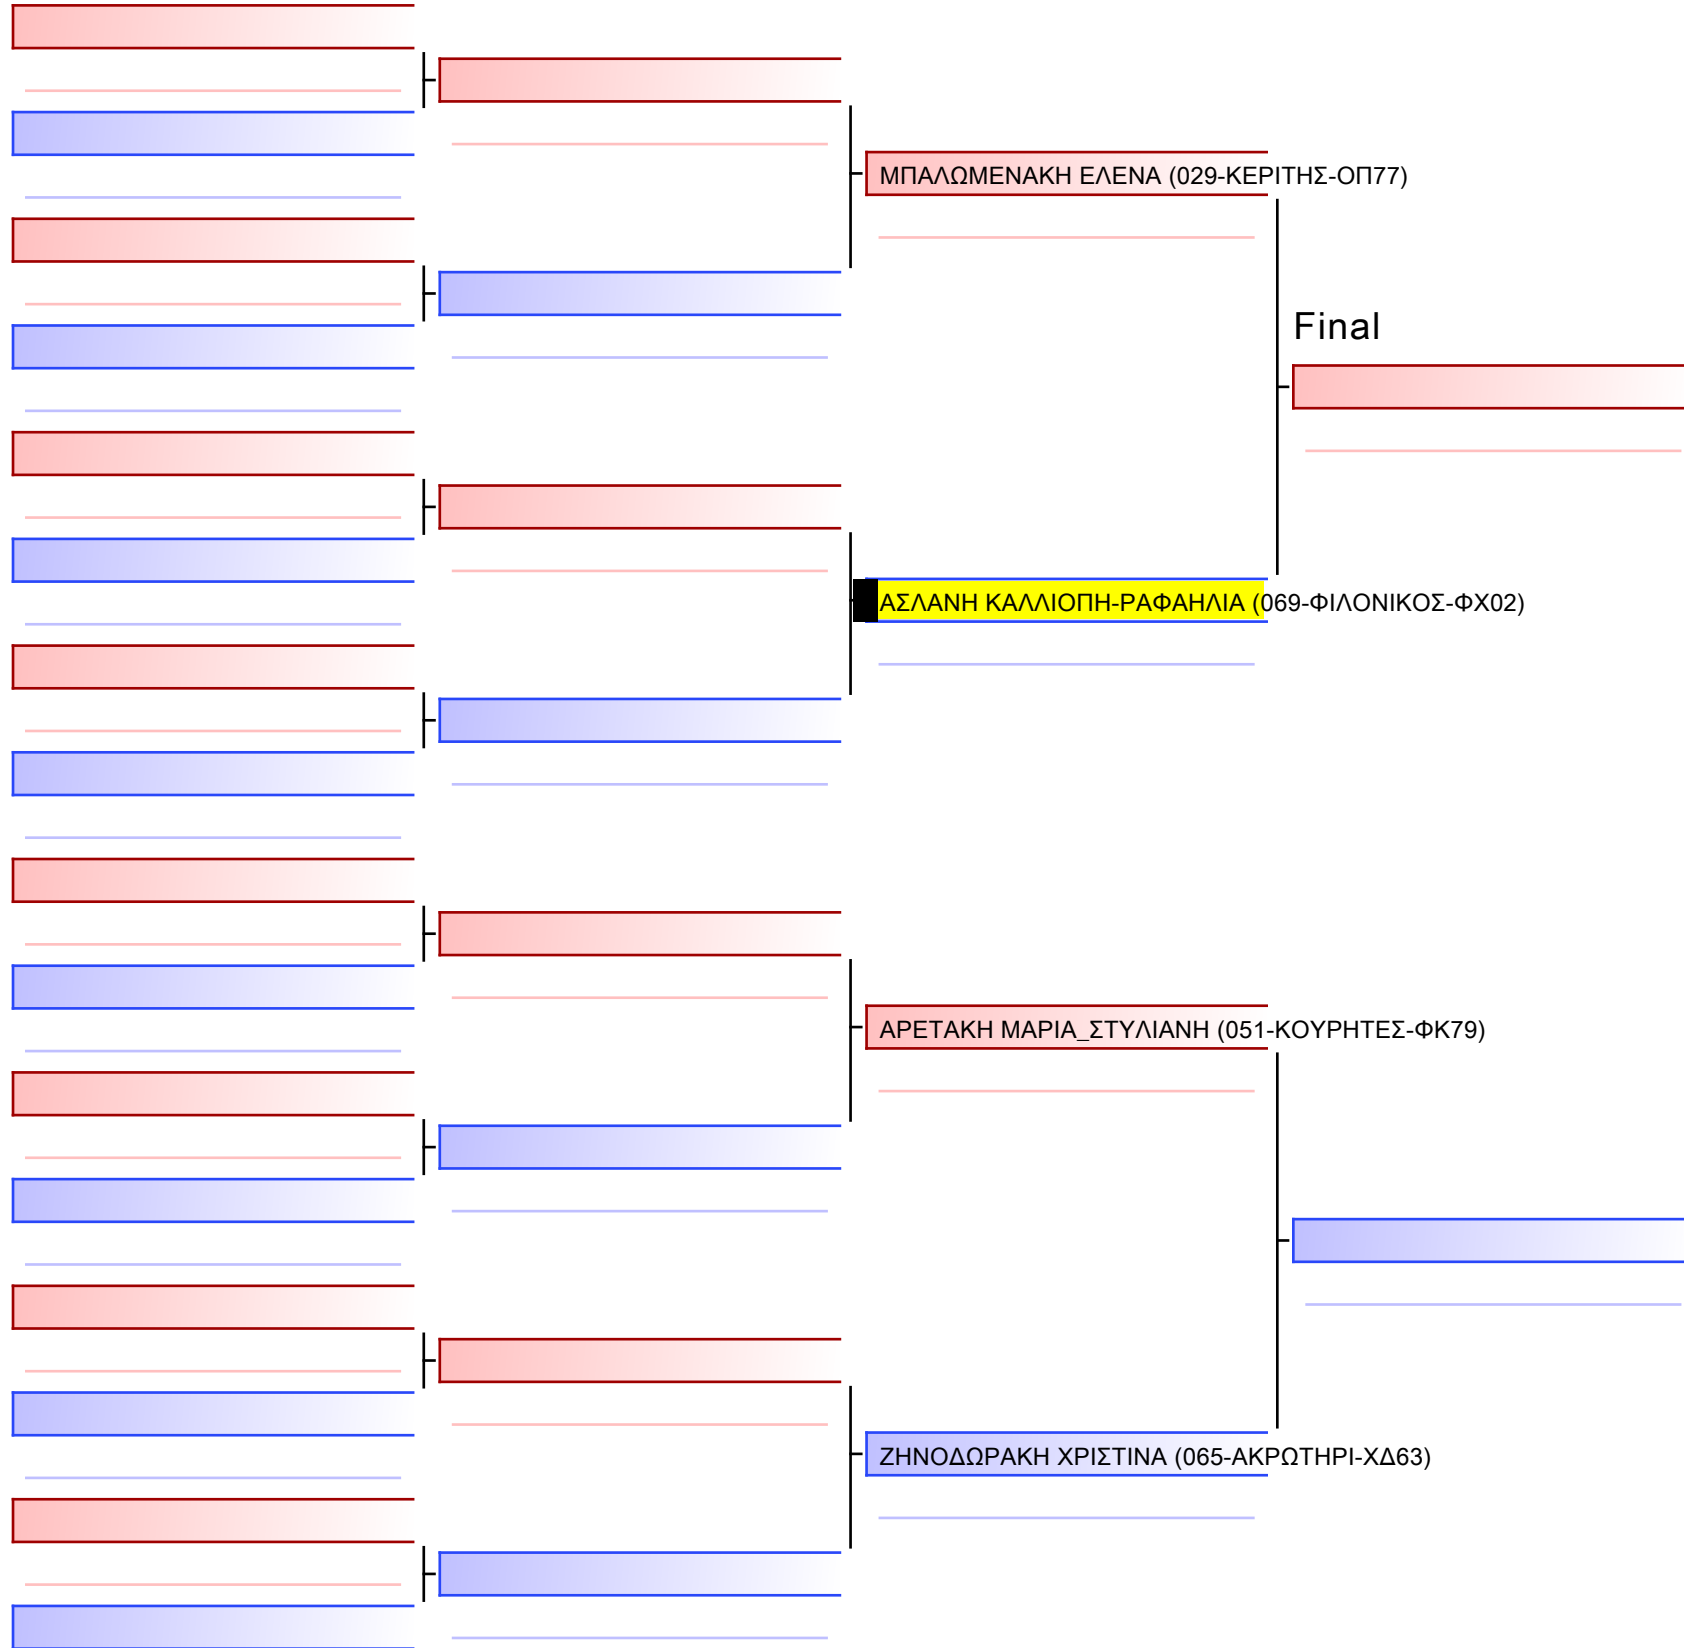 ΜΠΑΛΩΜΕΝΑΚΗ ΕΛΕΝΑ (029-ΚΕΡΙΤΗΣ-ΟΠ77)
Final
ΑΣΛΑΝΗ ΚΑΛΛΙΟΠΗ-ΡΑΦΑΗΛΙΑ (069-ΦΙΛΟΝΙΚΟΣ-ΦΧ02)
ΑΡΕΤΑΚΗ ΜΑΡΙΑ_ΣΤΥΛΙΑΝΗ (051-ΚΟΥΡΗΤΕΣ-ΦΚ79)
ΖΗΝΟΔΩΡΑΚΗ ΧΡΙΣΤΙΝΑ (065-ΑΚΡΩΤΗΡΙ-ΧΔ63)